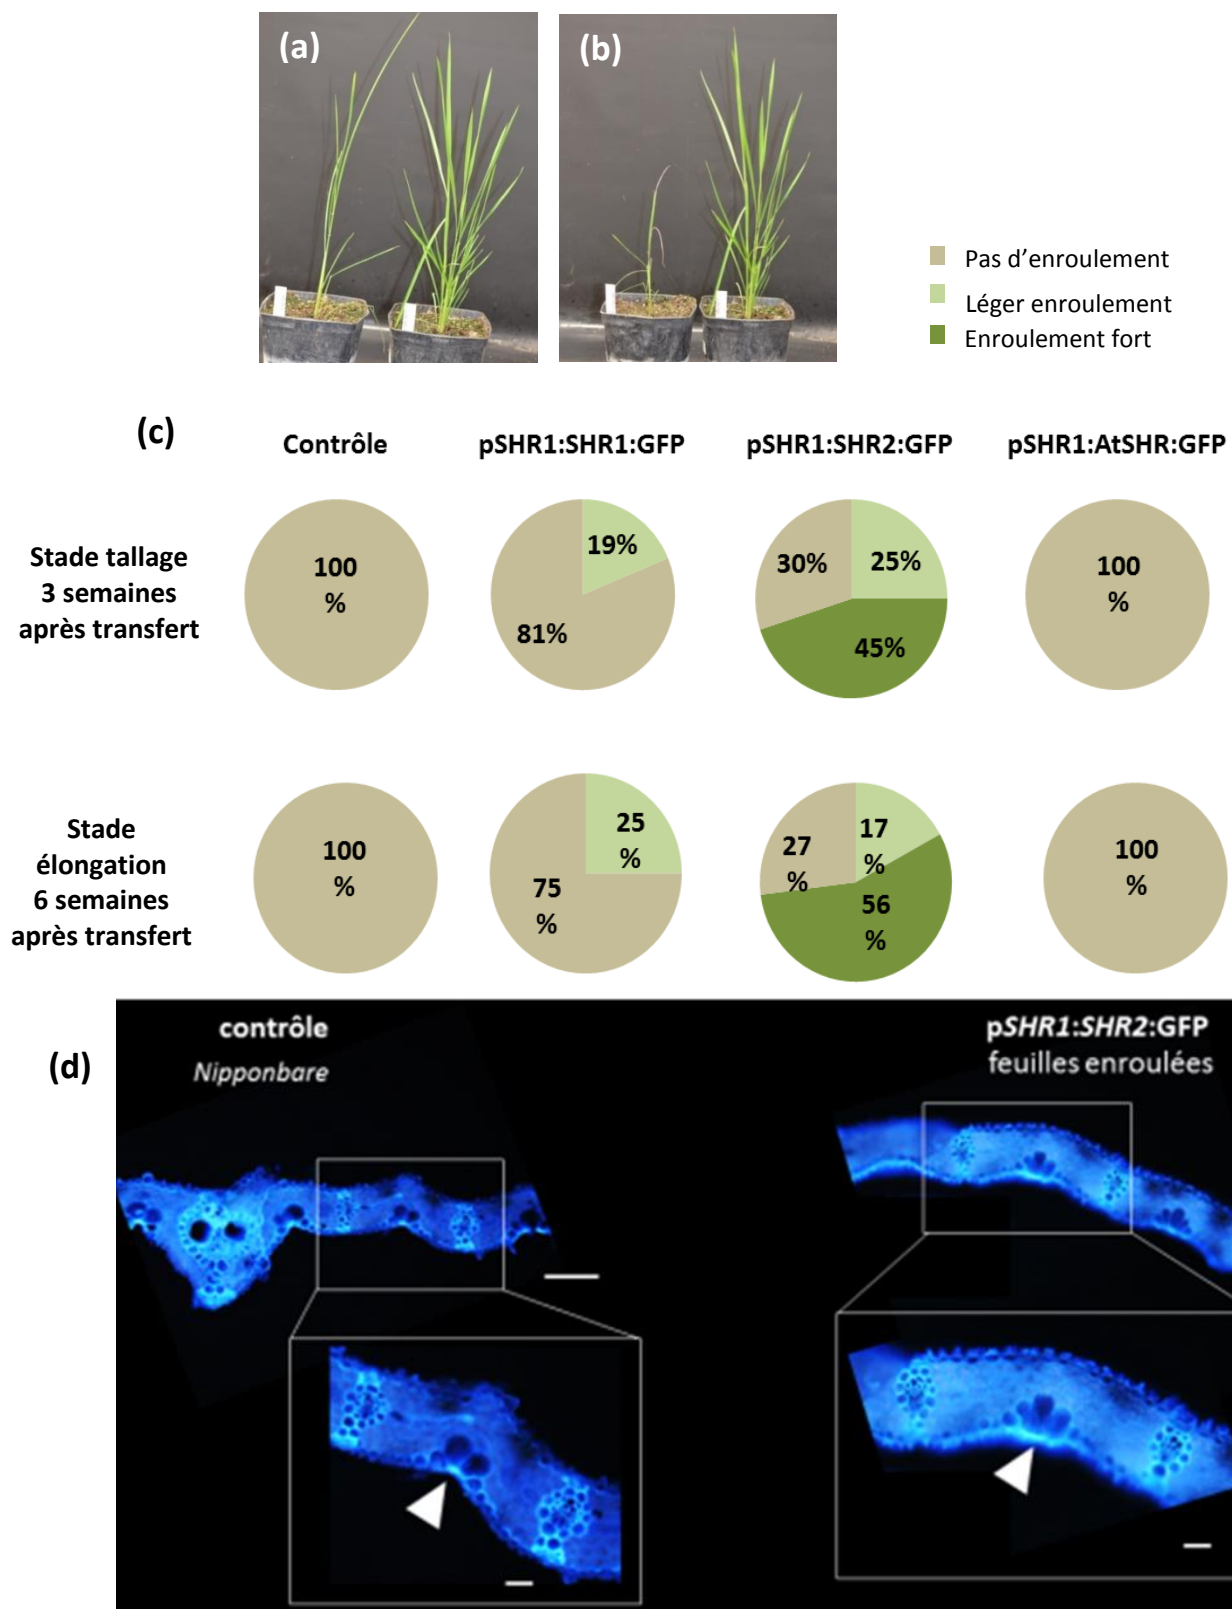 (a)
(b)
Pas d'enroulement
Léger enroulement
Enroulement fort
(c)
Contrôle
pSHR1:SHR1:GFP
pSHR1:SHR2:GFP
pSHR1:AtSHR:GFP
Stade tallage
3 semaines
après transfert
100
%
19%
81%
30%
25%
45%
100
%
Stade
élongation
6 semaines
après transfert
100
%
25
%
75
%
27
%
17
%
56
%
100
%
(d)
contrôle
Nipponbare
pSHR1:SHR2:GFP
feuilles enroulées